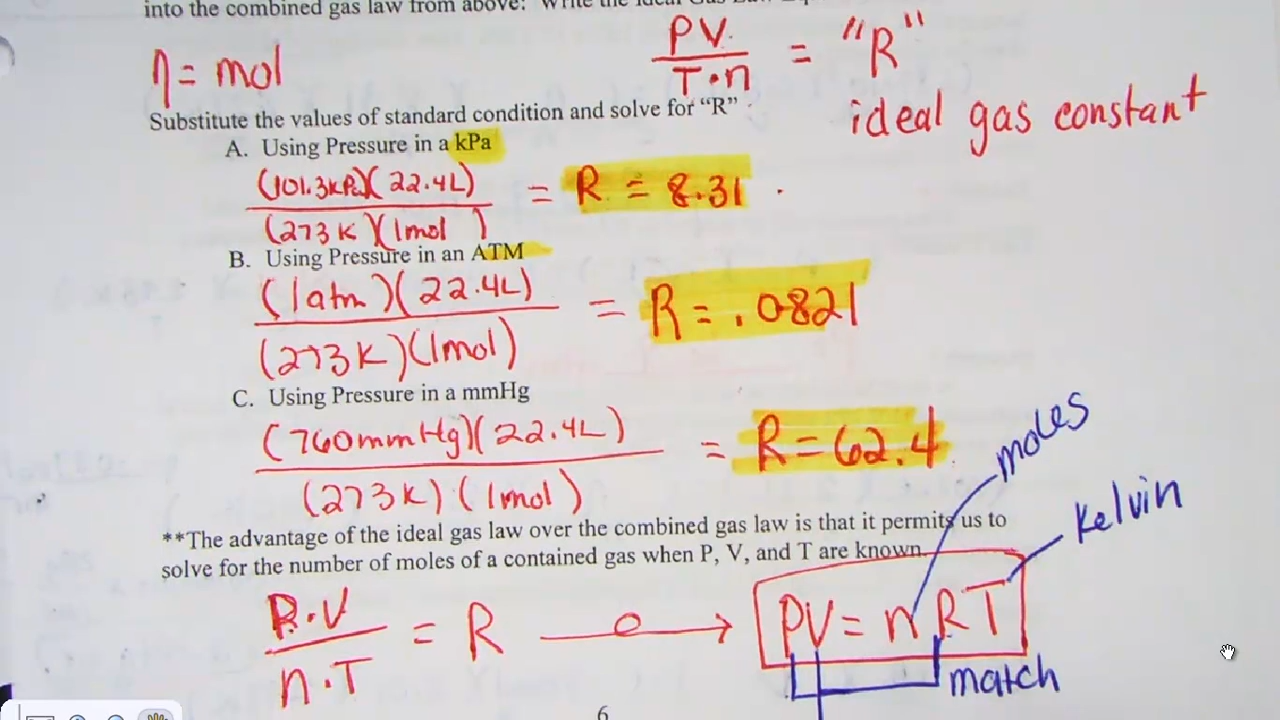 into the combined gas law from above: Write the Ideal Gas Law
η = mol
PV / T·n = "R"
ideal gas constant
Substitute the values of standard condition and solve for “R”
A. Using Pressure in a kPa
(101.3kPa)(22.4L) / (273K)(1mol ) = R = 8.31
B. Using Pressure in an ATM
(1atm)(22.4L) / (273K)(1mol) = R = .0821
C. Using Pressure in a mmHg
(760mmHg)(22.4L) / (273K)(1mol) = R = 62.4
moles
Kelvin
**The advantage of the ideal gas law over the combined gas law is that it permits us to
solve for the number of moles of a contained gas when P, V, and T are known.
P·V / n·T = R → PV = nRT
match
6